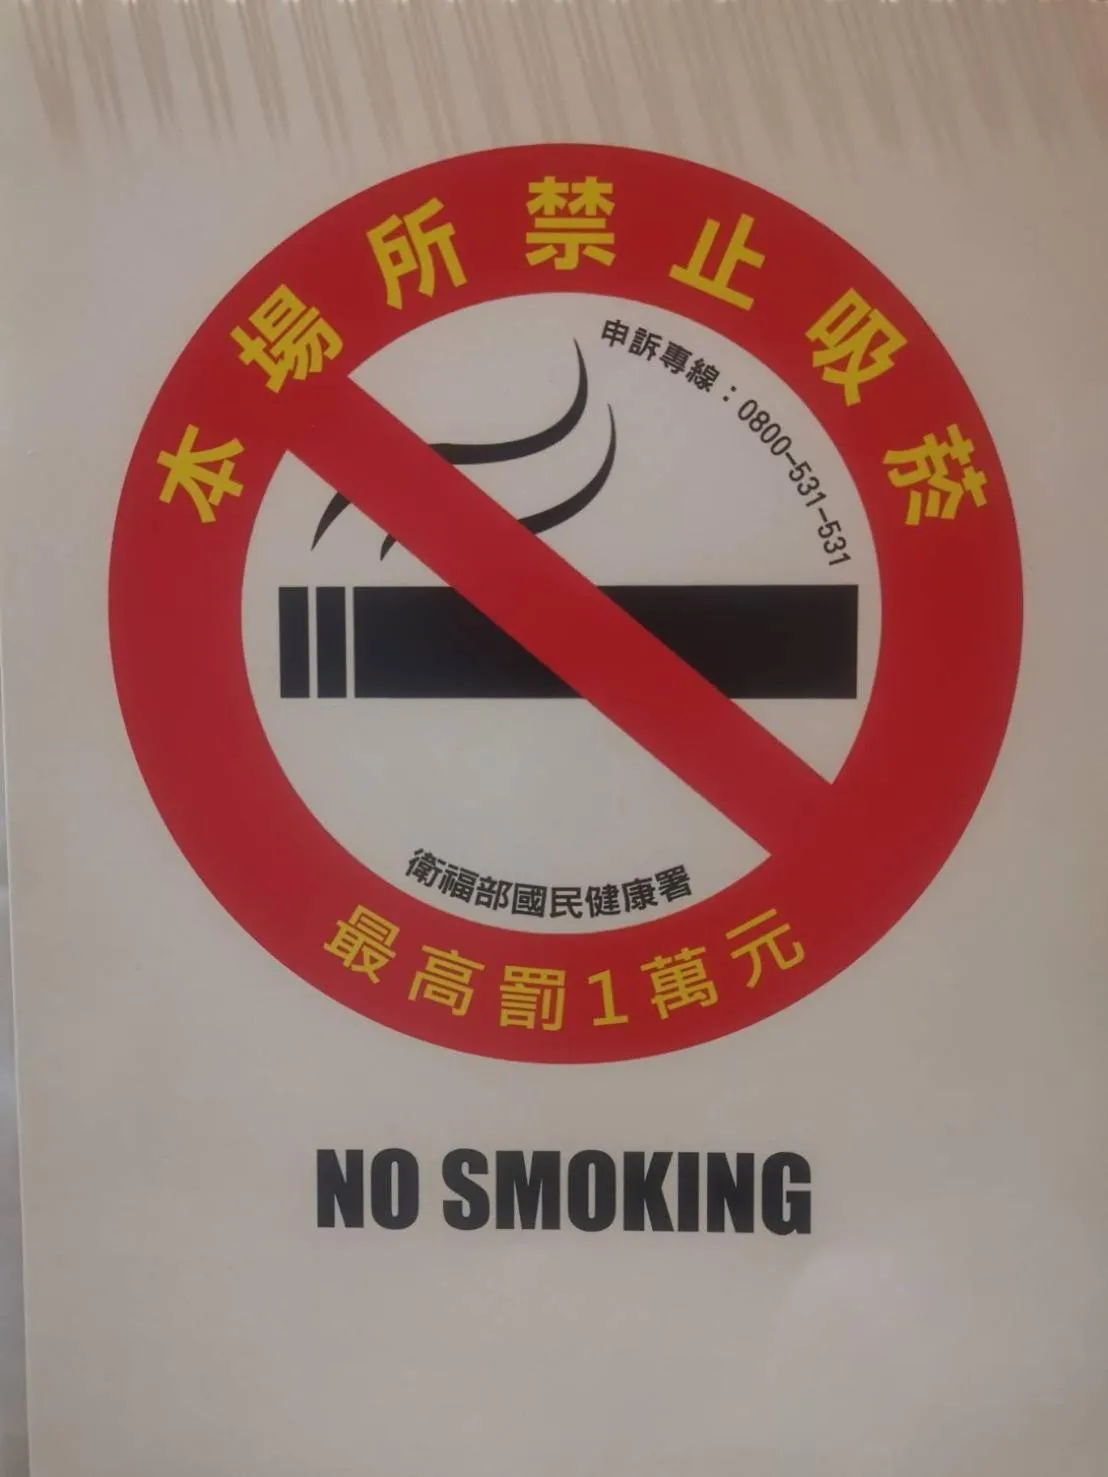 本場所禁止吸菸
申訴專線：0800-531-531
衛福部國民健康署
最高罰1萬元
NO SMOKING